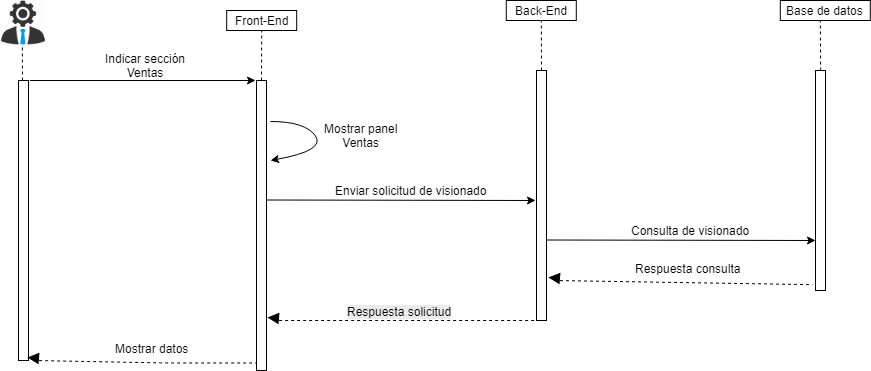 Front-End
Back-End
Base de datos
Indicar sección
Ventas
Mostrar panel
Ventas
Enviar solicitud de visionado
Consulta de visionado
Respuesta consulta
Respuesta solicitud
Mostrar datos